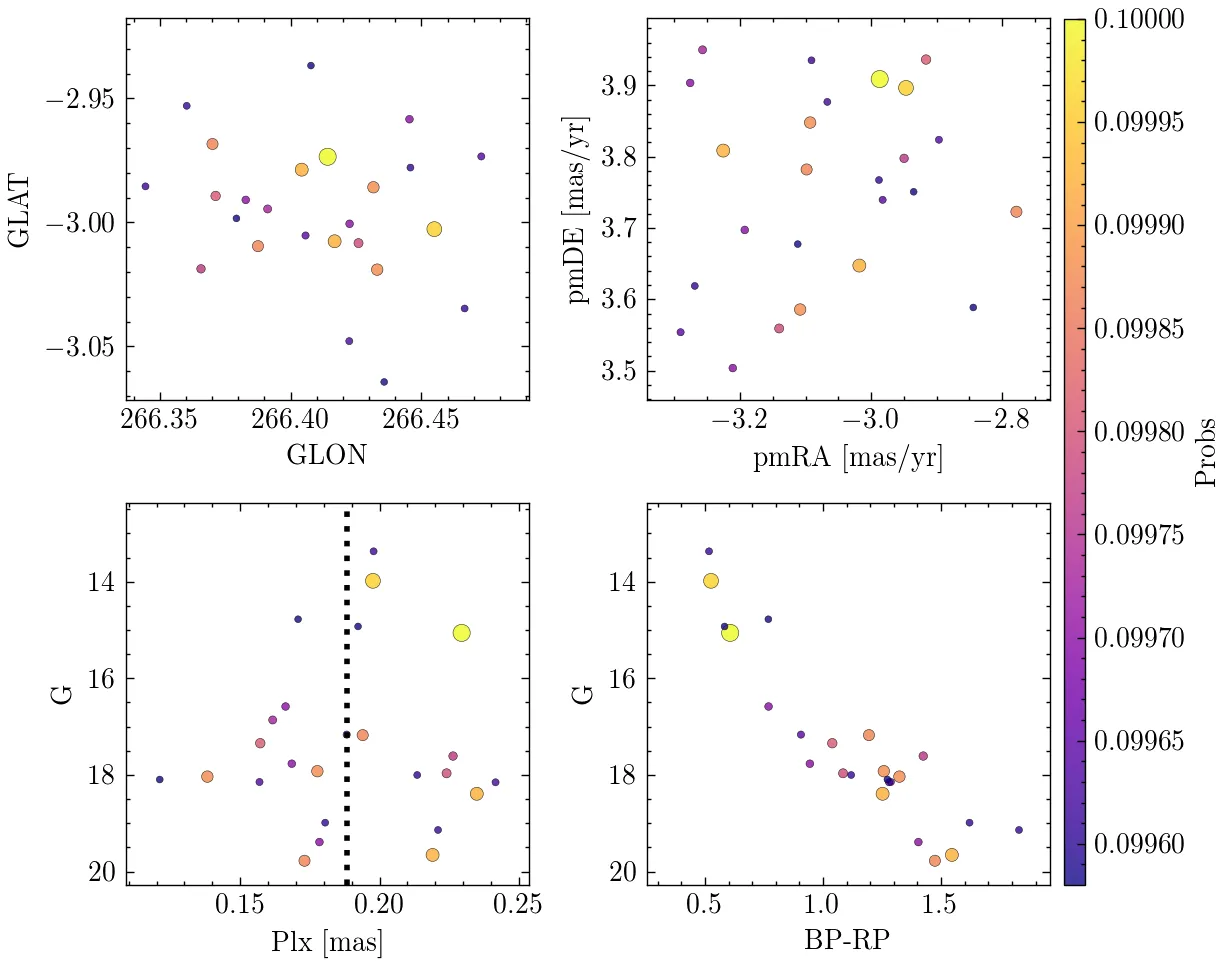 GLAT
−2.95
−3.00
−3.05
266.35 266.40 266.45
GLON
pmDE [mas/yr]
3.9
3.8
3.7
3.6
3.5
−3.2 −3.0 −2.8
pmRA [mas/yr]
G
14
16
18
20
0.15 0.20 0.25
Plx [mas]
G
14
16
18
20
0.5 1.0 1.5
BP-RP
0.10000
0.09995
0.09990
0.09985
0.09980
0.09975
0.09970
0.09965
0.09960
Probs